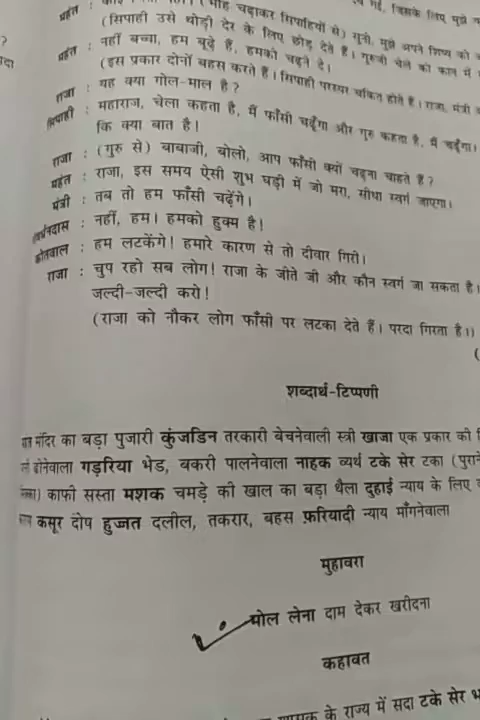 महंत : (भौंह चढ़ाकर सिपाहियों से) सुनो, मुझे अपने शिष्य को
(सिपाही उसे थोड़ी देर के लिए छोड़ देते हैं। गुरुजी चेले को कान में
महंत : नहीं बच्चा, हम बूढ़े हैं, हमको चढ़ने दे।
(इस प्रकार दोनों बहस करते हैं। सिपाही परस्पर चकित होते हैं। राजा, मंत्री
राजा : यह क्या गोल-माल है?
सिपाही : महाराज, चेला कहता है, मैं फाँसी चढ़ूँगा और गुरु कहता है, मैं चढ़ूँगा।
कि क्या बात है!
राजा : (गुरु से) बाबाजी, बोलो, आप फाँसी क्यों चढ़ना चाहते हैं?
महंत : राजा, इस समय ऐसी शुभ घड़ी में जो मरा, सीधा स्वर्ग जाएगा।
मंत्री : तब तो हम फाँसी चढ़ेंगे।
नहीं, हम। हमको हुक्म है!
कोतवाल : हम लटकेंगे! हमारे कारण से तो दीवार गिरी।
राजा : चुप रहो सब लोग! राजा के जीते जी और कौन स्वर्ग जा सकता है।
जल्दी-जल्दी करो!
(राजा को नौकर लोग फाँसी पर लटका देते हैं। परदा गिरता है।)
शब्दार्थ-टिप्पणी
मंदिर का बड़ा पुजारी कुंजडिन तरकारी बेचनेवाली स्त्री खाजा एक प्रकार की
गड़रिया भेड, बकरी पालनेवाला नाहक व्यर्थ टके सेर टका (पुराने
काफी सस्ता मशक चमड़े की खाल का बड़ा थैला दुहाई न्याय के लिए
कसूर दोष हुज्जत दलील, तकरार, बहस फ़रियादी न्याय माँगनेवाला
मुहावरा
मोल लेना दाम देकर खरीदना
कहावत
के राज्य में सदा टके सेर